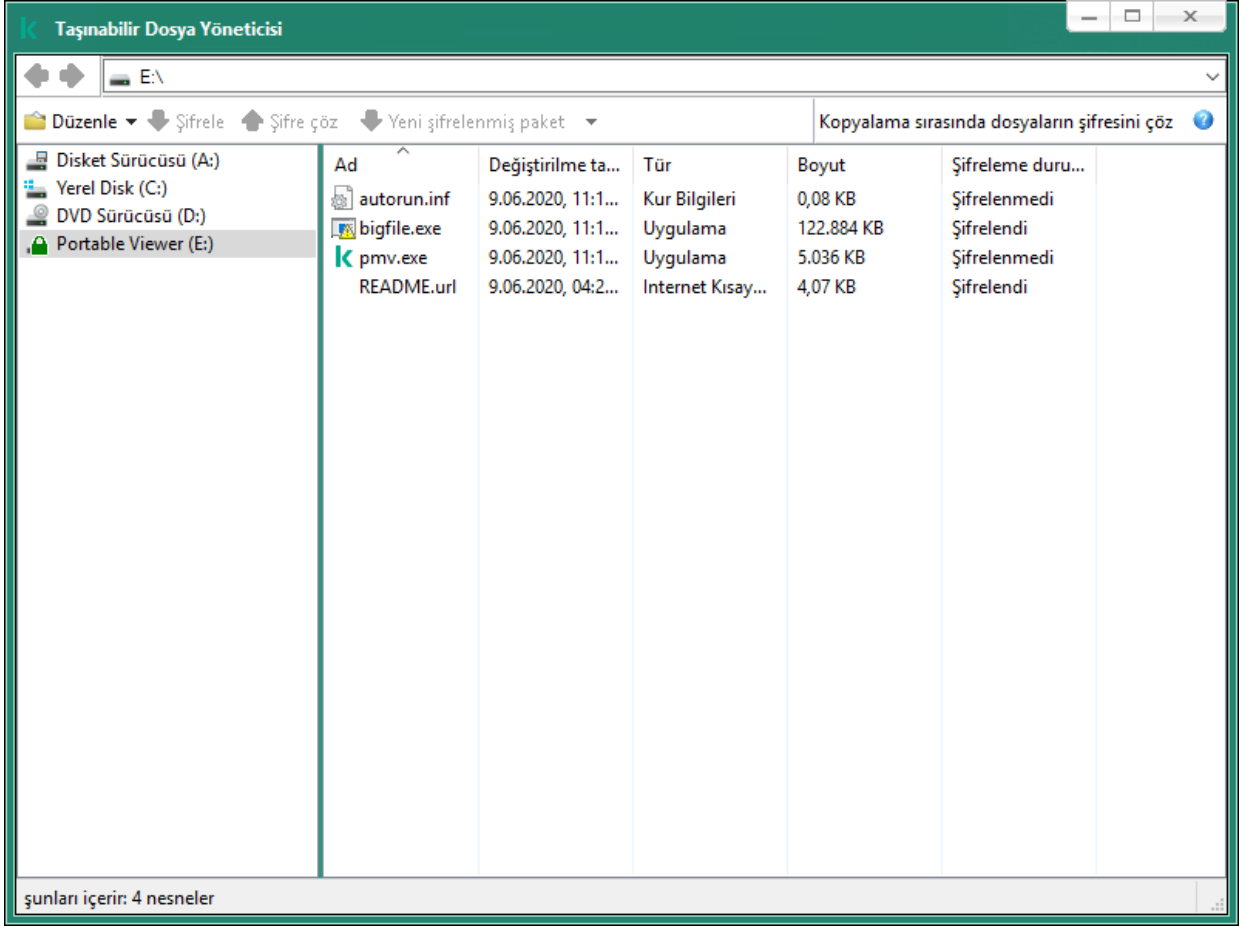 Taşınabilir Dosya Yöneticisi
E:\
Düzenle Şifrele Şifre çöz Yeni şifrelenmiş paket Kopyalama sırasında dosyaların şifresini çöz
Disket Sürücüsü (A:)
Yerel Disk (C:)
DVD Sürücüsü (D:)
Portable Viewer (E:)
Ad Değiştirilme ta... Tür Boyut Şifreleme duru...
autorun.inf 9.06.2020, 11:1... Kur Bilgileri 0,08 KB Şifrelenmedi
bigfile.exe 9.06.2020, 11:1... Uygulama 122.884 KB Şifrelendi
pmv.exe 9.06.2020, 11:1... Uygulama 5.036 KB Şifrelenmedi
README.url 9.06.2020, 04:2... Internet Kısay... 4,07 KB Şifrelendi
şunları içerir: 4 nesneler